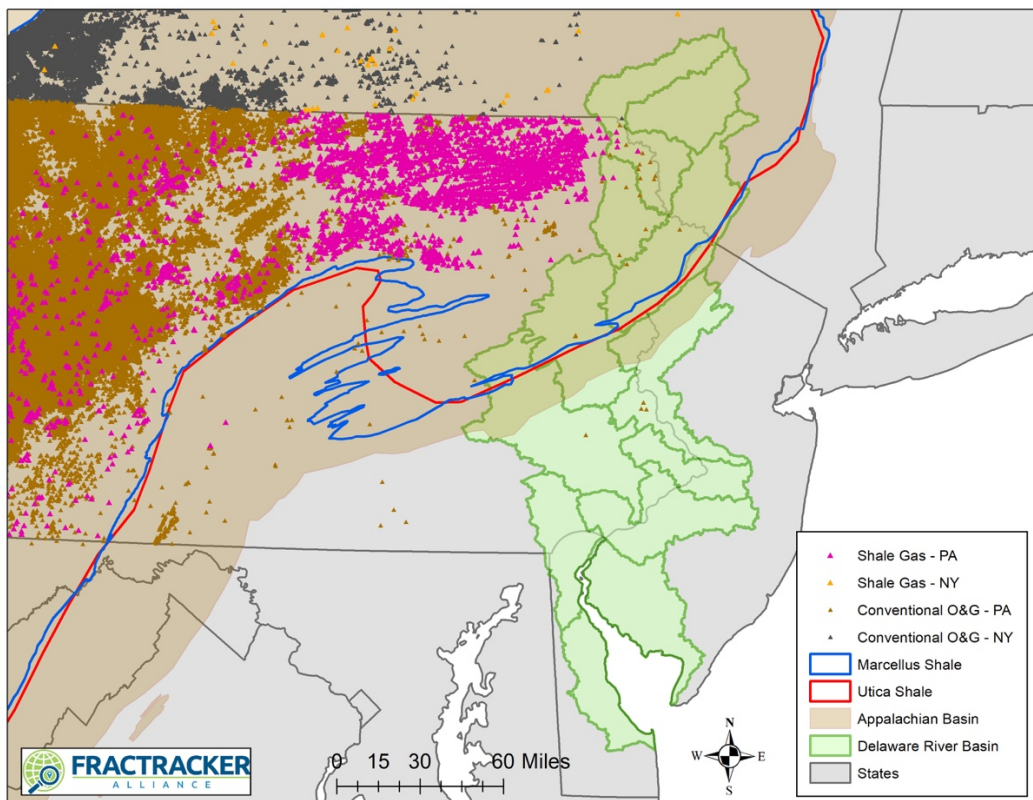 Shale Gas - PA
Shale Gas - NY
Conventional O&G - PA
Conventional O&G - NY
Marcellus Shale
Utica Shale
Appalachian Basin
Delaware River Basin
States
FRACTRACKER
ALLIANCE
0 15 30 60 Miles
N
W E
S